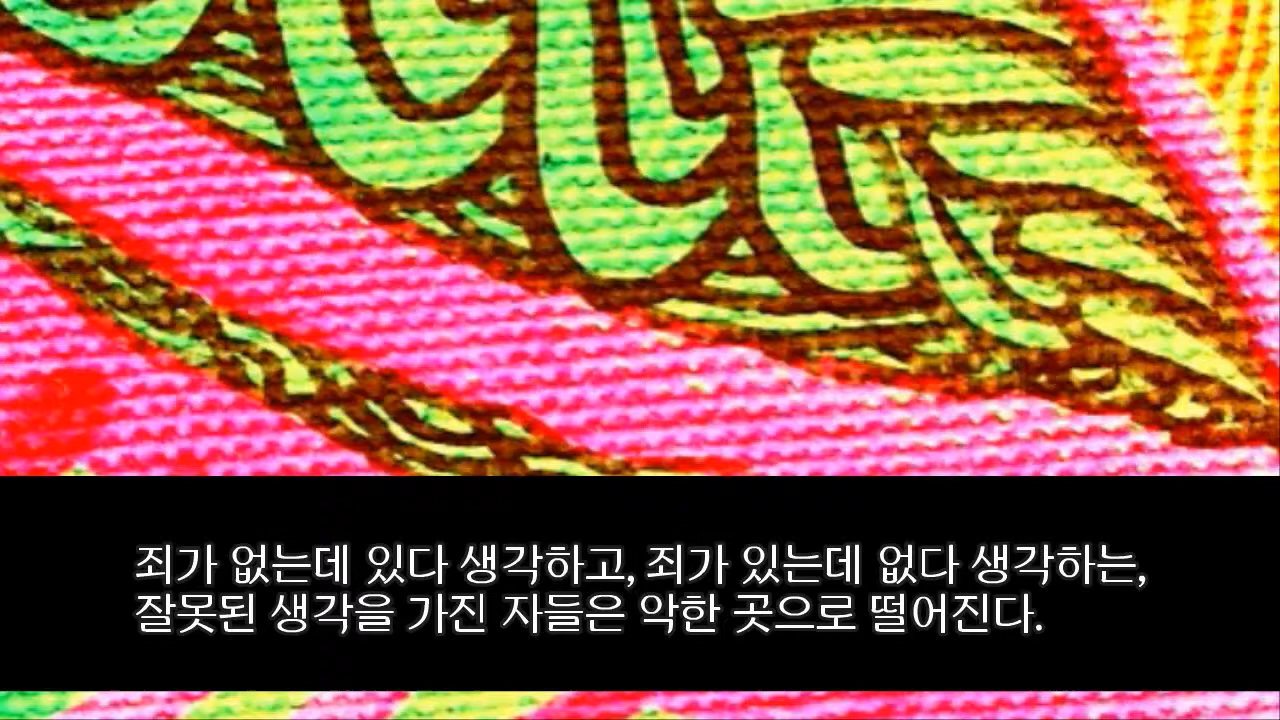 죄가 없는데 있다 생각하고, 죄가 있는데 없다 생각하는,
잘못된 생각을 가진 자들은 악한 곳으로 떨어진다.